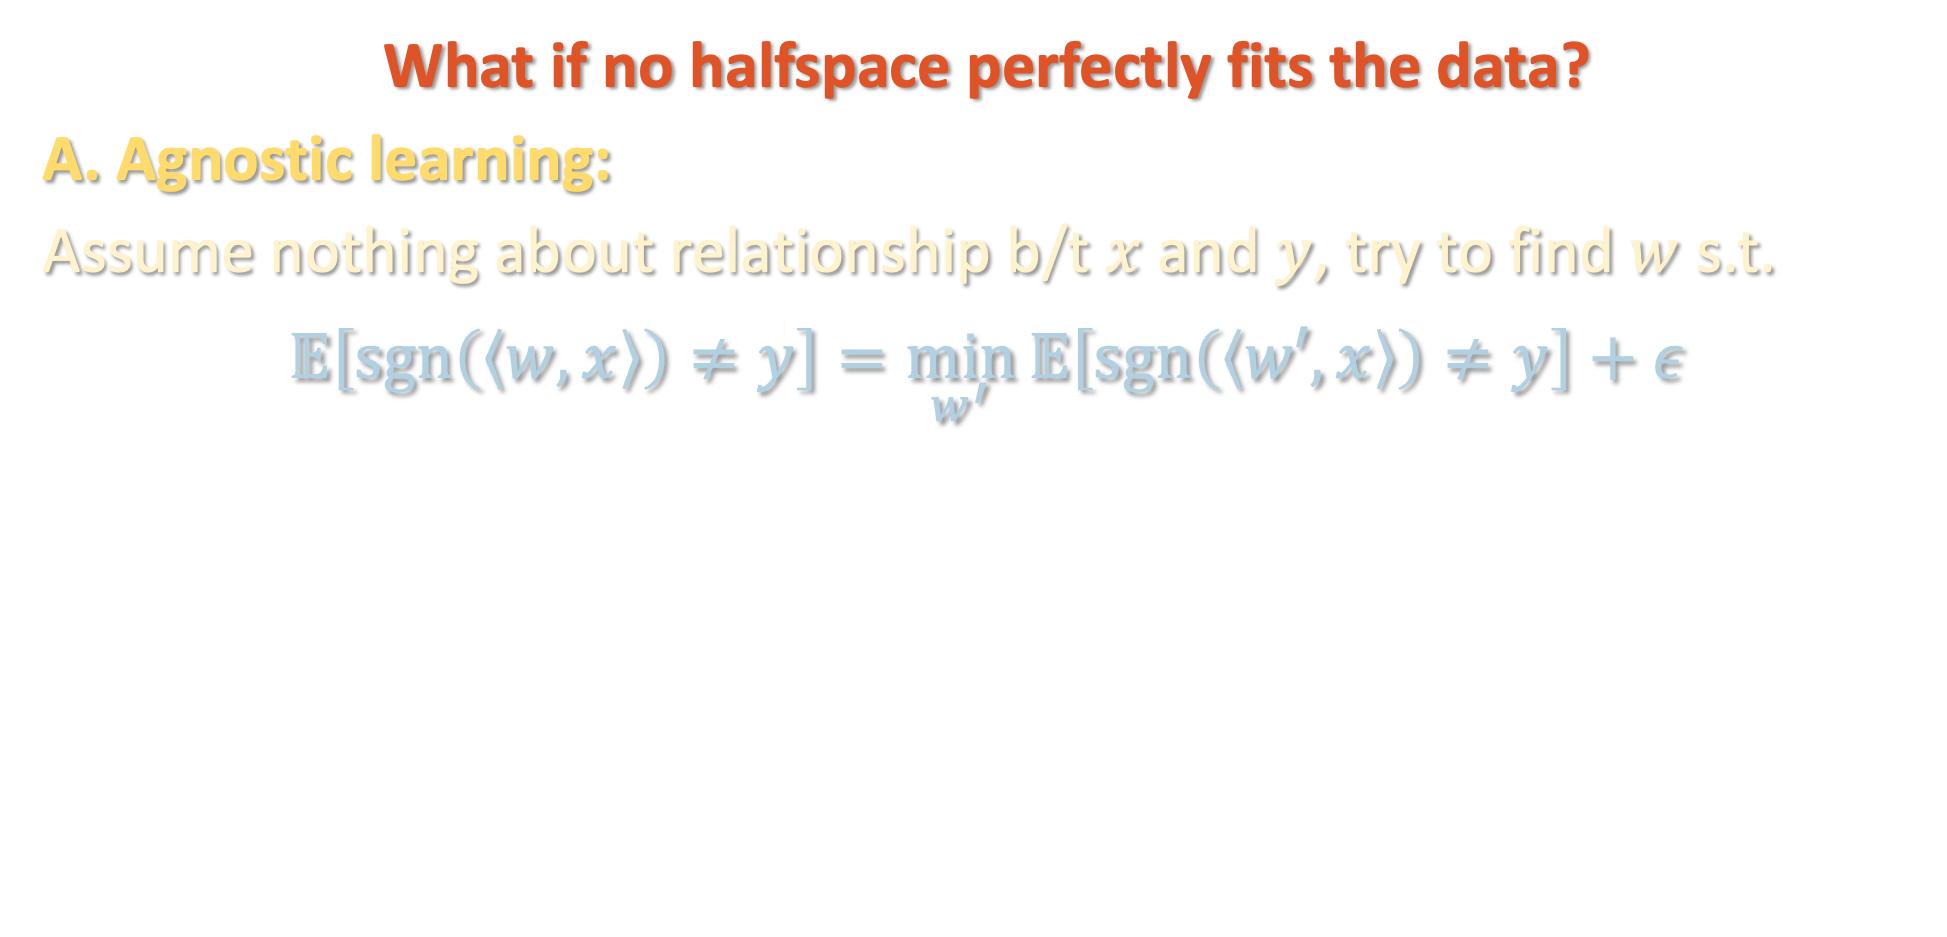 What if no halfspace perfectly fits the data?
A. Agnostic learning:
Assume nothing about relationship b/t x and y, try to find w s.t.
𝔼[sgn(⟨w, x⟩) ≠ y] = min 𝔼[sgn(⟨w′, x⟩) ≠ y] + ϵ
w′